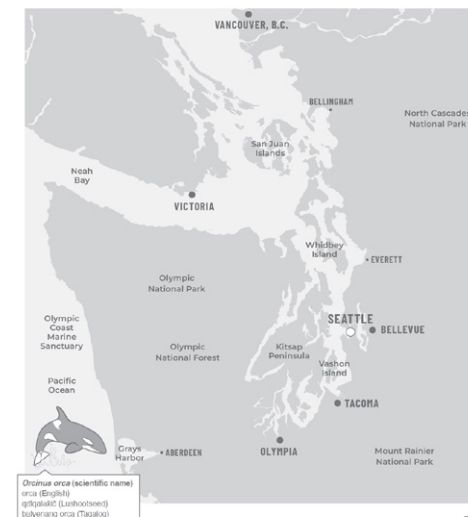 VANCOUVER, B.C.
BELLINGHAM
North Cascades
National Park
San Juan
Islands
Neah
Bay
VICTORIA
Whidbey
Island
EVERETT
Olympic
National Park
SEATTLE
BELLEVUE
Olympic
Coast
Marine
Sanctuary
Olympic
National Forest
Kitsap
Peninsula
Vashon
Island
Pacific
Ocean
TACOMA
Grays
Harbor
ABERDEEN
OLYMPIA
Mount Rainier
National Park
Orcinus orca (scientific name)
orca (English)
(Lushootseed)
balyenang orca (Tagalog)